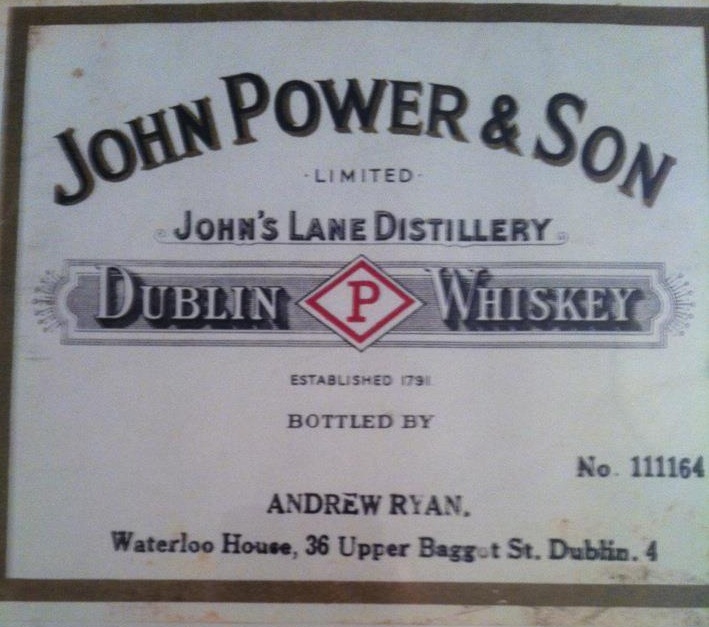 JOHN POWER & SON
·LIMITED·
JOHN'S LANE DISTILLERY
DUBLIN P WHISKEY
ESTABLISHED 1791
BOTTLED BY
No. 111164
ANDREW RYAN.
Waterloo House, 36 Upper Baggot St. Dublin. 4